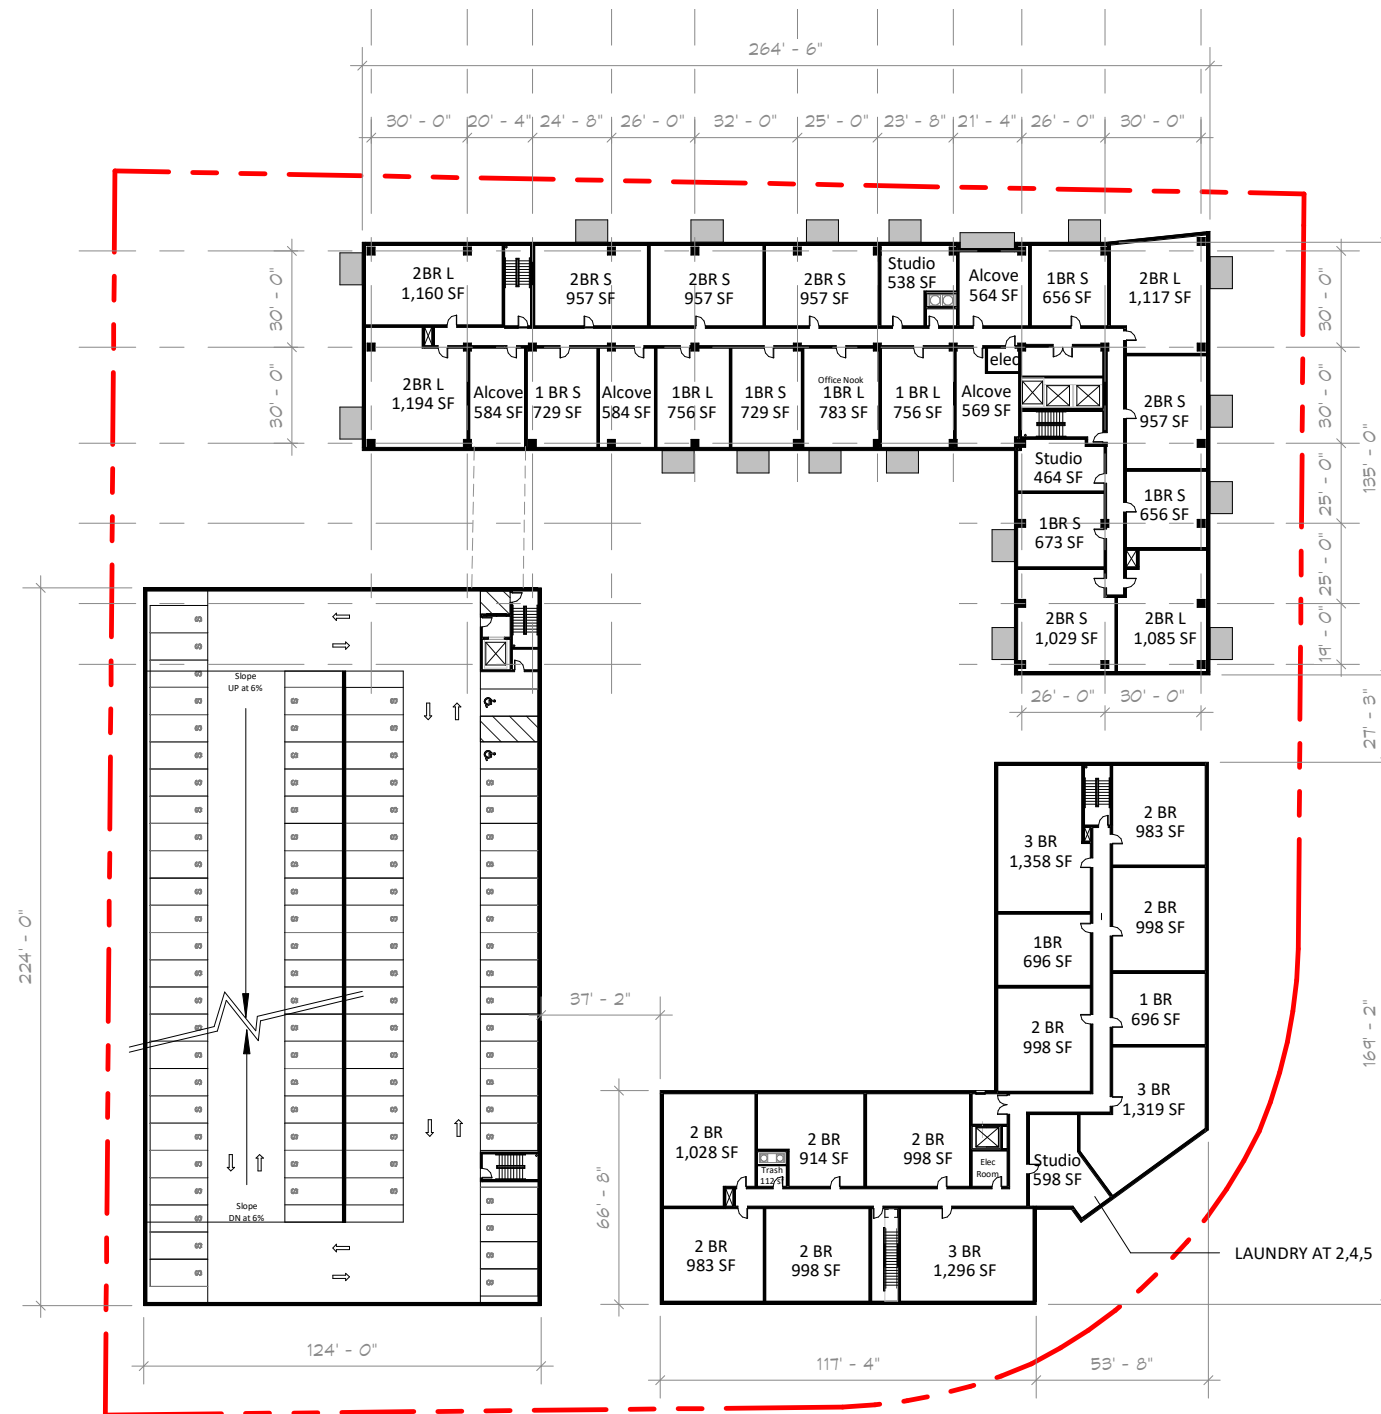 264' - 6"
30' - 0"
20' - 4"
24' - 8"
26' - 0"
32' - 0"
25' - 0"
23' - 8"
21' - 4"
26' - 0"
30' - 0"
2BR L
1,160 SF
2BR S
957 SF
2BR S
957 SF
2BR S
957 SF
Studio
538 SF
Alcove
564 SF
1BR S
656 SF
2BR L
1,117 SF
30' - 0"
30' - 0"
30' - 0"
30' - 0"
25' - 0"
25' - 0"
19' - 0"
135' - 0"
2BR L
1,194 SF
Alcove
584 SF
1 BR S
729 SF
Alcove
584 SF
1BR L
756 SF
1BR S
729 SF
Office Nook
1BR L
783 SF
1 BR L
756 SF
elec
Alcove
569 SF
2BR S
957 SF
Studio
464 SF
1BR S
656 SF
1BR S
673 SF
2BR S
1,029 SF
2BR L
1,085 SF
26' - 0"
30' - 0"
27' - 3"
Slope
UP at 6%
224' - 0"
Slope
DN at 6%
124' - 0"
37' - 2"
3 BR
1,358 SF
2 BR
983 SF
2 BR
998 SF
1BR
696 SF
1 BR
696 SF
2 BR
998 SF
3 BR
1,319 SF
169' - 2"
2 BR
1,028 SF
2 BR
914 SF
2 BR
998 SF
Trash
112 SF
Elec
Room
Studio
598 SF
66' - 8"
2 BR
983 SF
2 BR
998 SF
3 BR
1,296 SF
LAUNDRY AT 2,4,5
117' - 4"
53' - 8"